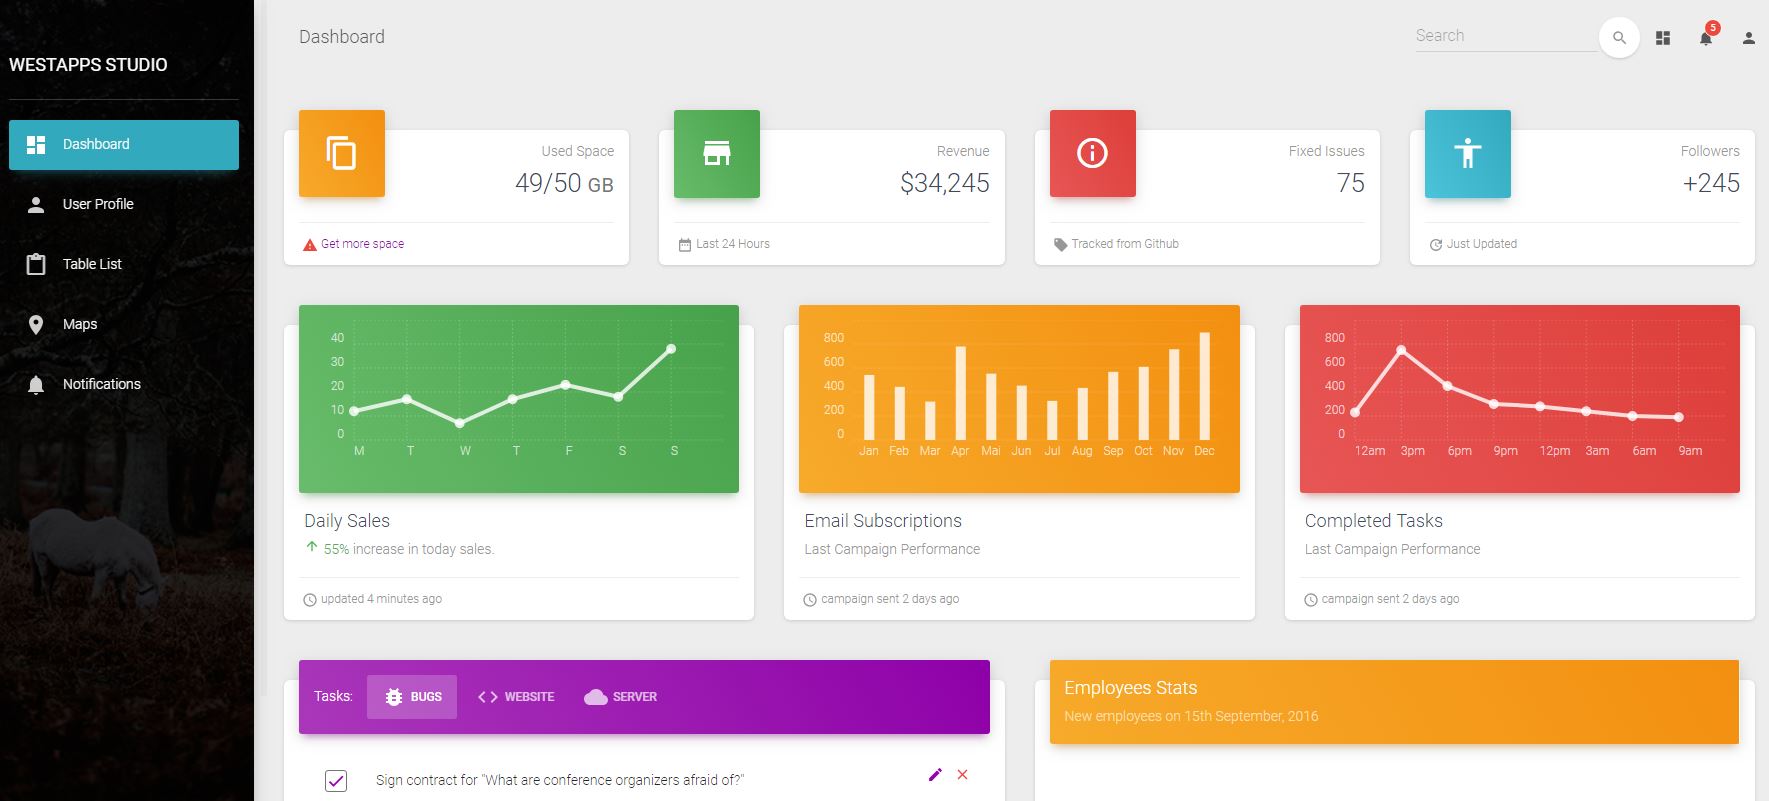 WESTAPPS STUDIO
Dashboard
User Profile
Table List
Maps
Notifications
Dashboard
Search
5
Used Space
49/50 GB
Get more space
Revenue
$34,245
Last 24 Hours
Fixed Issues
75
Tracked from Github
Followers
+245
Just Updated
40
30
20
10
0
M T W T F S S
Daily Sales
55% increase in today sales.
updated 4 minutes ago
800
600
400
200
0
Jan Feb Mar Apr Mai Jun Jul Aug Sep Oct Nov Dec
Email Subscriptions
Last Campaign Performance
campaign sent 2 days ago
800
600
400
200
0
12am 3pm 6pm 9pm 12pm 3am 6am 9am
Completed Tasks
Last Campaign Performance
campaign sent 2 days ago
Tasks: BUGS WEBSITE SERVER
Sign contract for "What are conference organizers afraid of?"
Employees Stats
New employees on 15th September, 2016